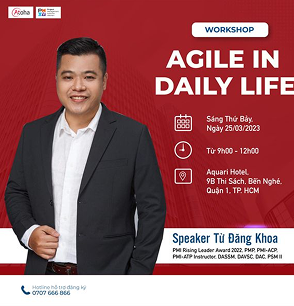 Atoha
WORKSHOP
AGILE IN
DAILY LIFE
Sáng Thứ Bảy,
Ngày 25/03/2023
Từ 9h00 - 12h00
Aquari Hotel.
9B Thi Sách. Bến Nghé.
Quận 1. TP. HCM
Speaker Từ Đăng Khoa
PMI Rising Leader Award 2022, PMP, PMI-ACP,
PMI-ATP Instructor, DASSM, DAVSC, DAC, PSM II
Hotline hỗ trợ đăng ký
0707 666 866